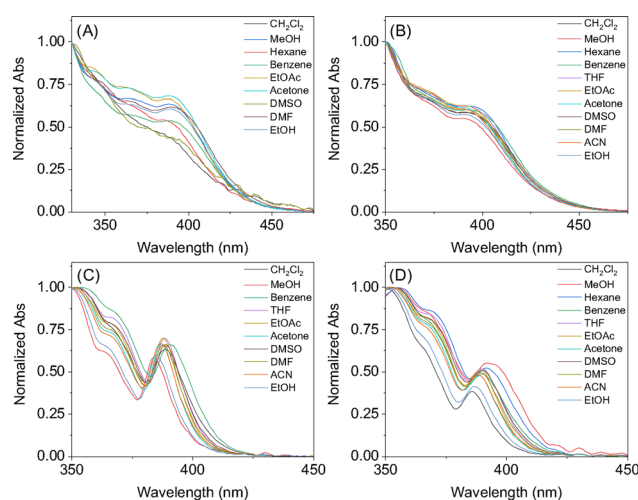 (A)
CH₂Cl₂
MeOH
Hexane
Benzene
EtOAc
Acetone
DMSO
DMF
EtOH
1.00
0.75
0.50
0.25
0.00
350
400
450
Wavelength (nm)
Normalized Abs
(B)
CH₂Cl₂
MeOH
Hexane
Benzene
THF
EtOAc
Acetone
DMSO
DMF
ACN
EtOH
1.00
0.75
0.50
0.25
0.00
350
400
450
Wavelength (nm)
Normalized Abs
(C)
CH₂Cl₂
MeOH
Benzene
THF
EtOAc
Acetone
DMSO
DMF
ACN
EtOH
1.00
0.75
0.50
0.25
0.00
350
400
450
Wavelength (nm)
Normalized Abs
(D)
CH₂Cl₂
MeOH
Hexane
Benzene
THF
EtOAc
Acetone
DMSO
DMF
ACN
EtOH
1.00
0.75
0.50
0.25
0.00
350
400
450
Wavelength (nm)
Normalized Abs